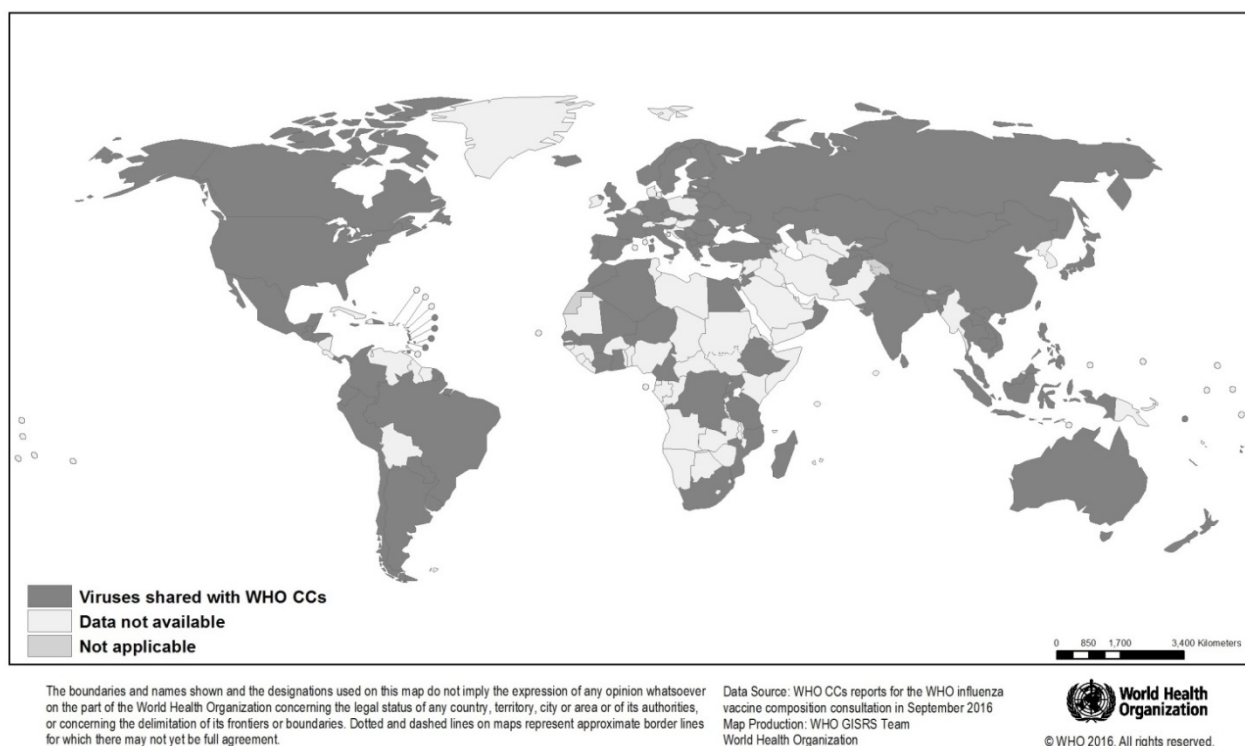 Viruses shared with WHO CCs
Data not available
Not applicable
0 850 1,700 3,400 Kilometers
The boundaries and names shown and the designations used on this map do not imply the expression of any opinion whatsoever
on the part of the World Health Organization concerning the legal status of any country, territory, city or area or of its authorities,
or concerning the delimitation of its frontiers or boundaries. Dotted and dashed lines on maps represent approximate border lines
for which there may not yet be full agreement.
Data Source: WHO CCs reports for the WHO influenza
vaccine composition consultation in September 2016
Map Production: WHO GISRS Team
World Health Organization
World Health
Organization
© WHO 2016. All rights reserved.